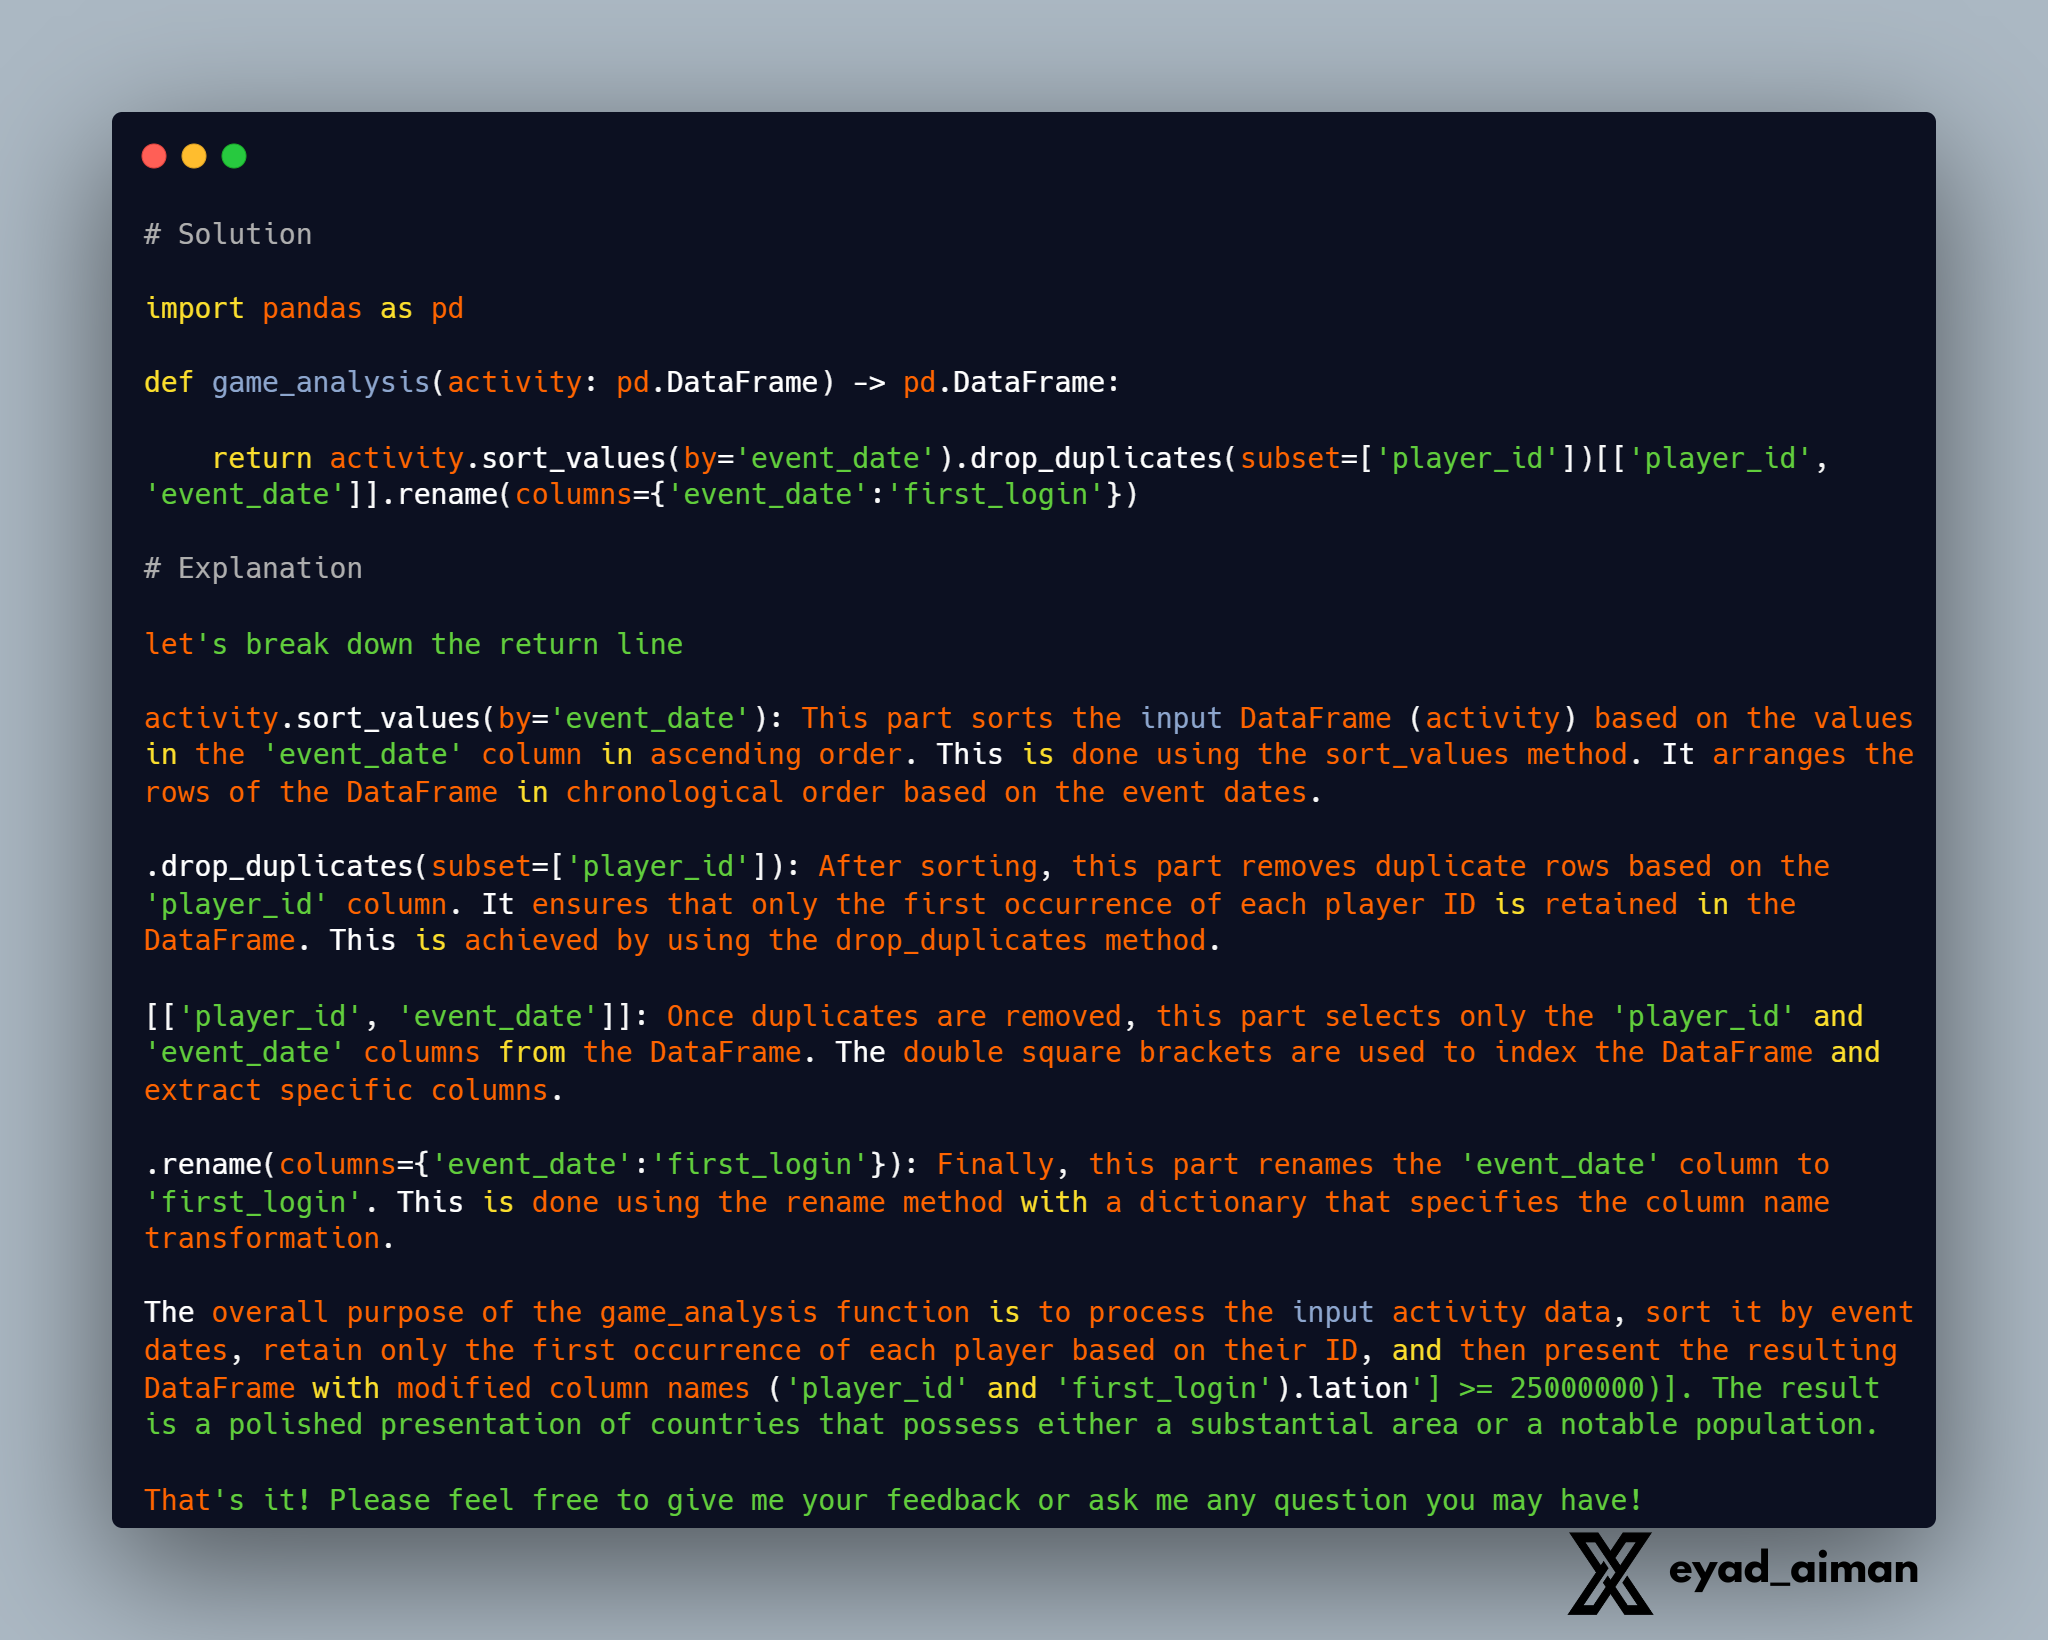 # Solution
import pandas as pd
def game_analysis(activity: pd.DataFrame) -> pd.DataFrame:
    return activity.sort_values(by='event_date').drop_duplicates(subset=['player_id'])[['player_id',
'event_date']].rename(columns={'event_date':'first_login'})
# Explanation
let's break down the return line
activity.sort_values(by='event_date'): This part sorts the input DataFrame (activity) based on the values
in the 'event_date' column in ascending order. This is done using the sort_values method. It arranges the
rows of the DataFrame in chronological order based on the event dates.
.drop_duplicates(subset=['player_id']): After sorting, this part removes duplicate rows based on the
'player_id' column. It ensures that only the first occurrence of each player ID is retained in the
DataFrame. This is achieved by using the drop_duplicates method.
[['player_id', 'event_date']]: Once duplicates are removed, this part selects only the 'player_id' and
'event_date' columns from the DataFrame. The double square brackets are used to index the DataFrame and
extract specific columns.
.rename(columns={'event_date':'first_login'}): Finally, this part renames the 'event_date' column to
'first_login'. This is done using the rename method with a dictionary that specifies the column name
transformation.
The overall purpose of the game_analysis function is to process the input activity data, sort it by event
dates, retain only the first occurrence of each player based on their ID, and then present the resulting
DataFrame with modified column names ('player_id' and 'first_login').lation'] >= 25000000)]. The result
is a polished presentation of countries that possess either a substantial area or a notable population.
That's it! Please feel free to give me your feedback or ask me any question you may have!
eyad_aiman